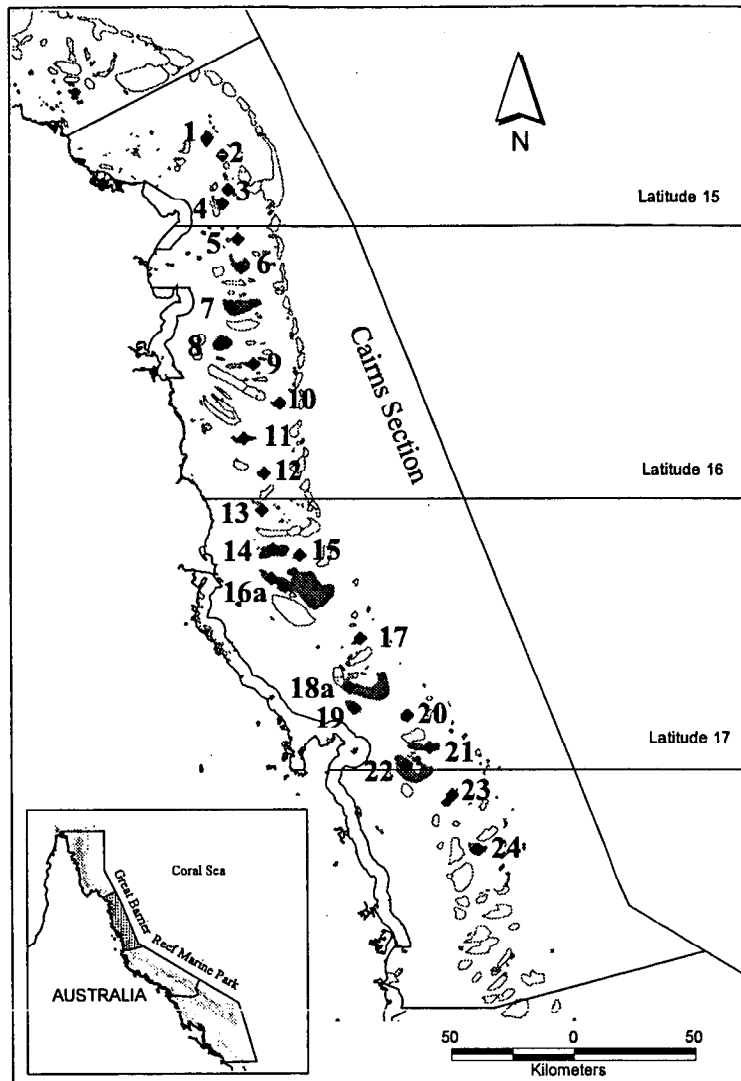 N
1
2
3
4
Latitude 15
5
6
7
8
9
Cairns Section
10
11
12
Latitude 16
13
14
15
16a
17
18a
19
20
21
Latitude 17
22
23
24
Coral Sea
Great Barrier
Reef Marine Park
AUSTRALIA
50 0 50
Kilometers